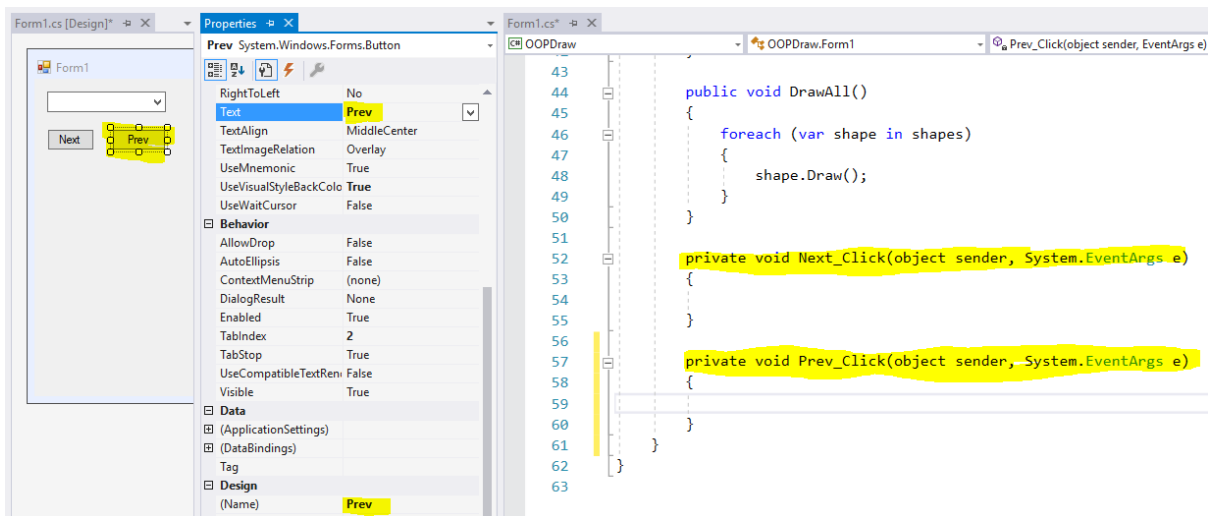 Form1.cs [Design]*
Form1
Next
Prev
Properties
Prev System.Windows.Forms.Button
RightToLeft No
Text Prev
TextAlign MiddleCenter
TextImageRelation Overlay
UseMnemonic True
UseVisualStyleBackColo True
UseWaitCursor False
Behavior
AllowDrop False
AutoEllipsis False
ContextMenuStrip (none)
DialogResult None
Enabled True
TabIndex 2
TabStop True
UseCompatibleTextRen False
Visible True
Data
(ApplicationSettings)
(DataBindings)
Tag
Design
(Name) Prev
Form1.cs*
C# OOPDraw OOPDraw.Form1 Prev_Click(object sender, EventArgs e)
43
44 public void DrawAll()
45 {
46 foreach (var shape in shapes)
47 {
48 shape.Draw();
49 }
50 }
51
52 private void Next_Click(object sender, System.EventArgs e)
53 {
54
55 }
56
57 private void Prev_Click(object sender, System.EventArgs e)
58 {
59
60 }
61 }
62 }
63